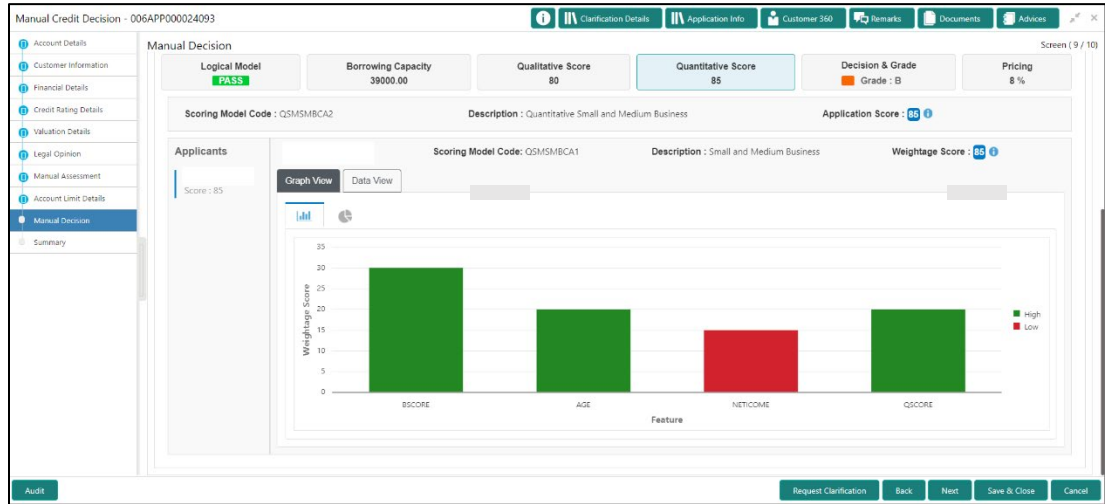 Manual Credit Decision - 006APP000024093
Clarification Details
Application Info
Customer 360
Remarks
Documents
Advices
Account Details
Customer Information
Financial Details
Credit Rating Details
Valuation Details
Legal Opinion
Manual Assessment
Account Limit Details
Manual Decision
Summary
Manual Decision
Screen ( 9 / 10)
Logical Model
PASS
Borrowing Capacity
39000.00
Qualitative Score
80
Quantitative Score
85
Decision & Grade
Grade : B
Pricing
8 %
Scoring Model Code : QSMSMBCA2
Description : Quantitative Small and Medium Business
Application Score : 85
Applicants
Score : 85
Scoring Model Code: QSMSMBCA1
Description : Small and Medium Business
Weightage Score : 85
Graph View
Data View
Weightage Score
35
30
25
20
15
10
5
0
BSCORE
AGE
NETICOME
QSCORE
Feature
High
Low
Audit
Request Clarification
Back
Next
Save & Close
Cancel